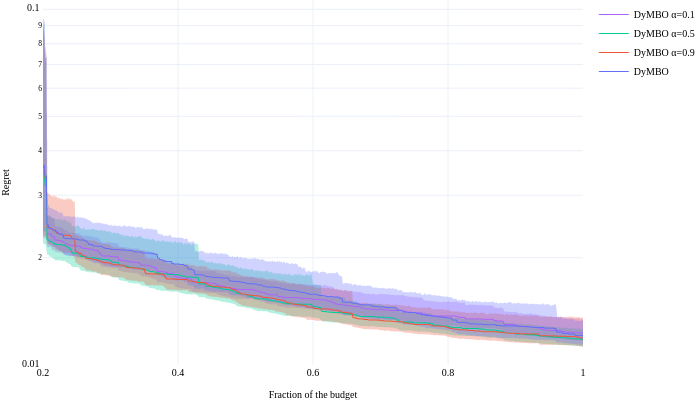 0.1
9
8
7
6
5
4
3
2
0.01
Regret
0.2
0.4
0.6
0.8
1
Fraction of the budget
DyMBO α=0.1
DyMBO α=0.5
DyMBO α=0.9
DyMBO